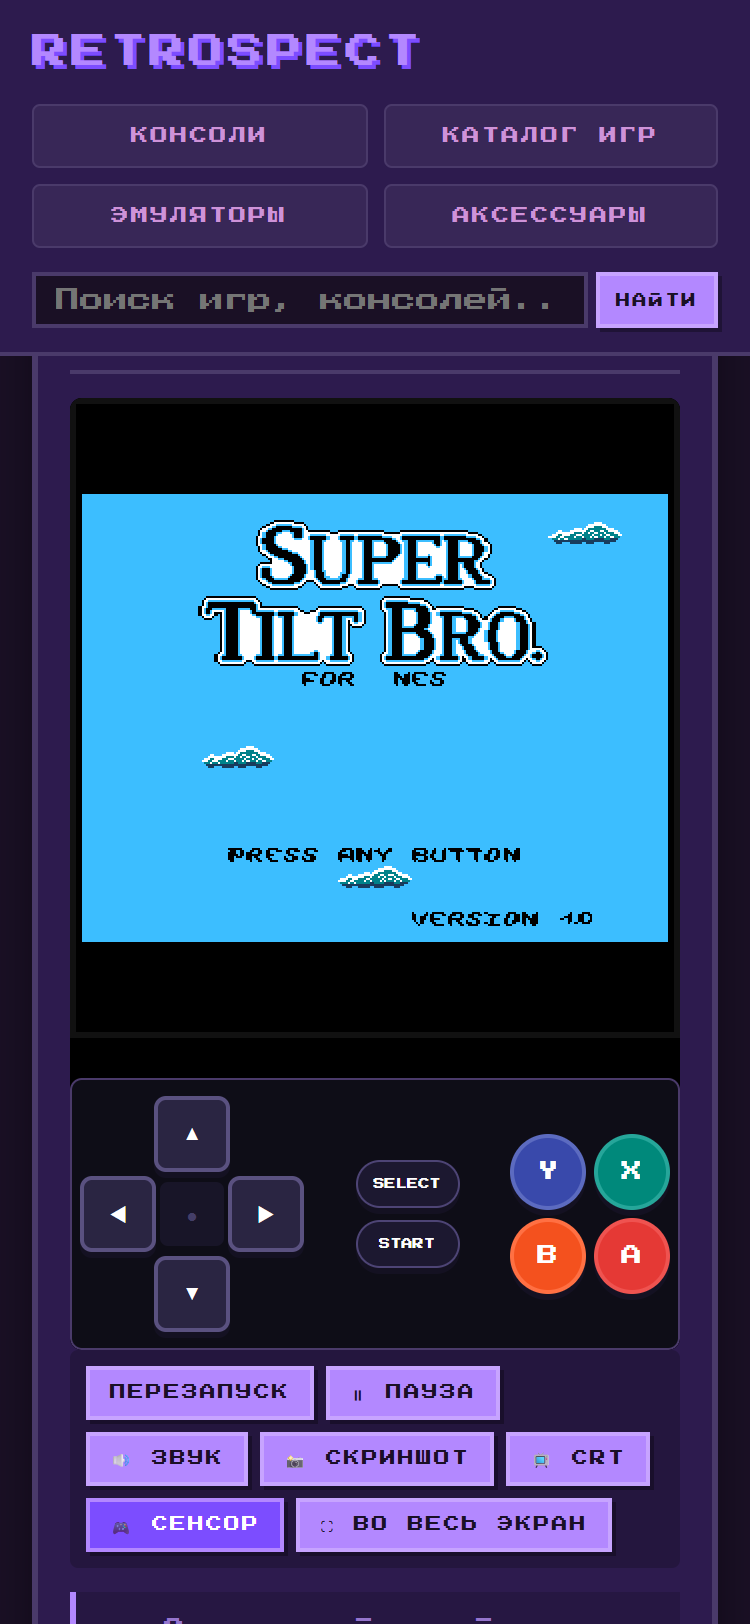 RETROSPECT
КОНСОЛИ
КАТАЛОГ ИГР
ЭМУЛЯТОРЫ
АКСЕССУАРЫ
Поиск игр, консолей..
НАЙТИ
SUPER
TILT BRO.
FOR NES
PRESS ANY BUTTON
VERSION 1.0
SELECT
START
Y
X
B
A
ПЕРЕЗАПУСК
ПАУЗА
ЗВУК
СКРИНШОТ
CRT
СЕНСОР
ВО ВЕСЬ ЭКРАН